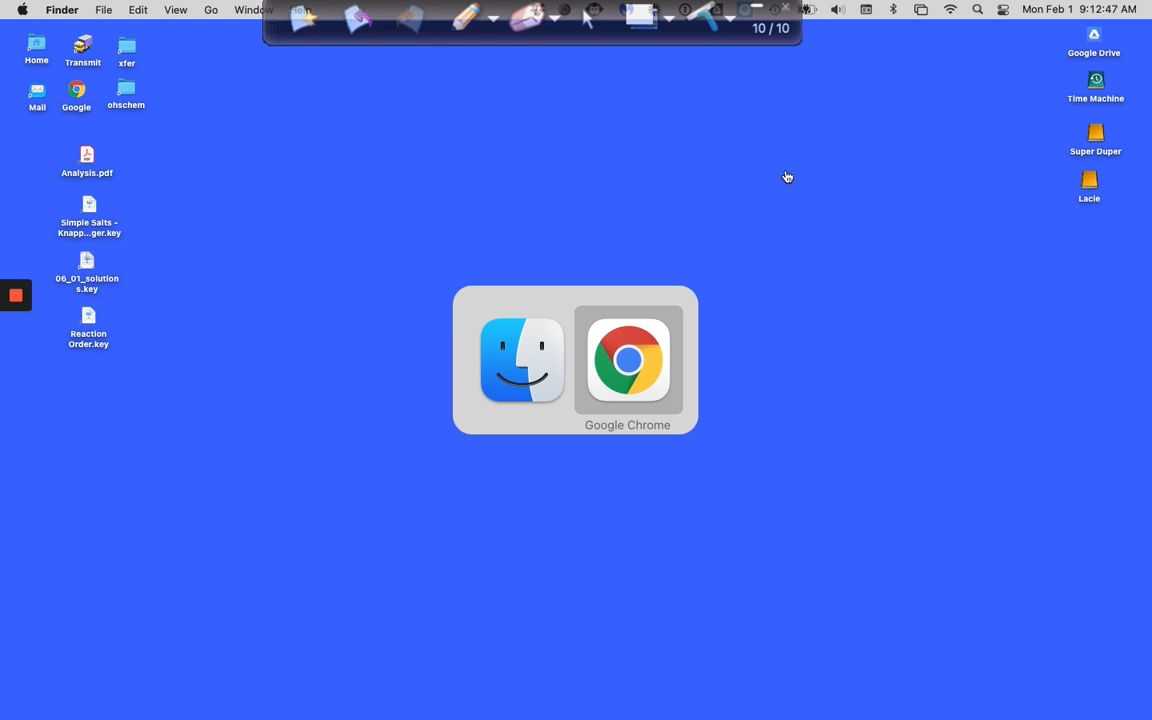 Finder File Edit View Go Window Help
Mon Feb 1 9:12:47 AM
10 / 10
Home
Transmit
xfer
Mail
Google
ohschem
Analysis.pdf
Simple Salts -
Knapp...ger.key
06_01_solution
s.key
Reaction
Order.key
Google Drive
Time Machine
Super Duper
Lacie
Google Chrome